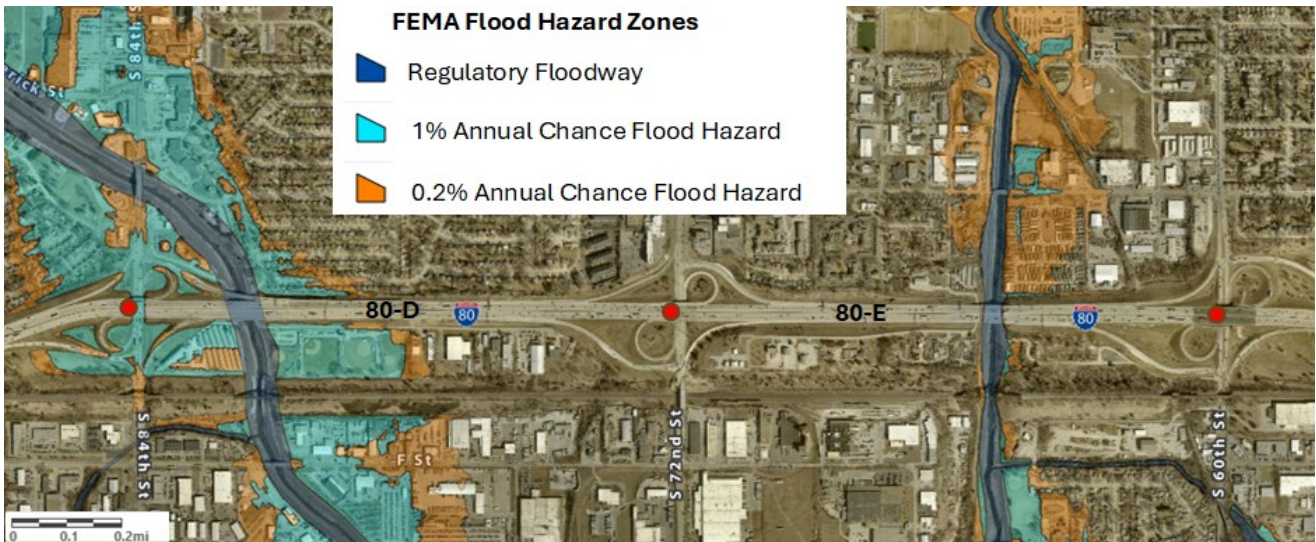 FEMA Flood Hazard Zones
Regulatory Floodway
1% Annual Chance Flood Hazard
0.2% Annual Chance Flood Hazard
S 84th S
erick St
80-D
80
80-E
80
S 84th St
F St
S 72nd St
S 60th St
0 0.1 0.2mi